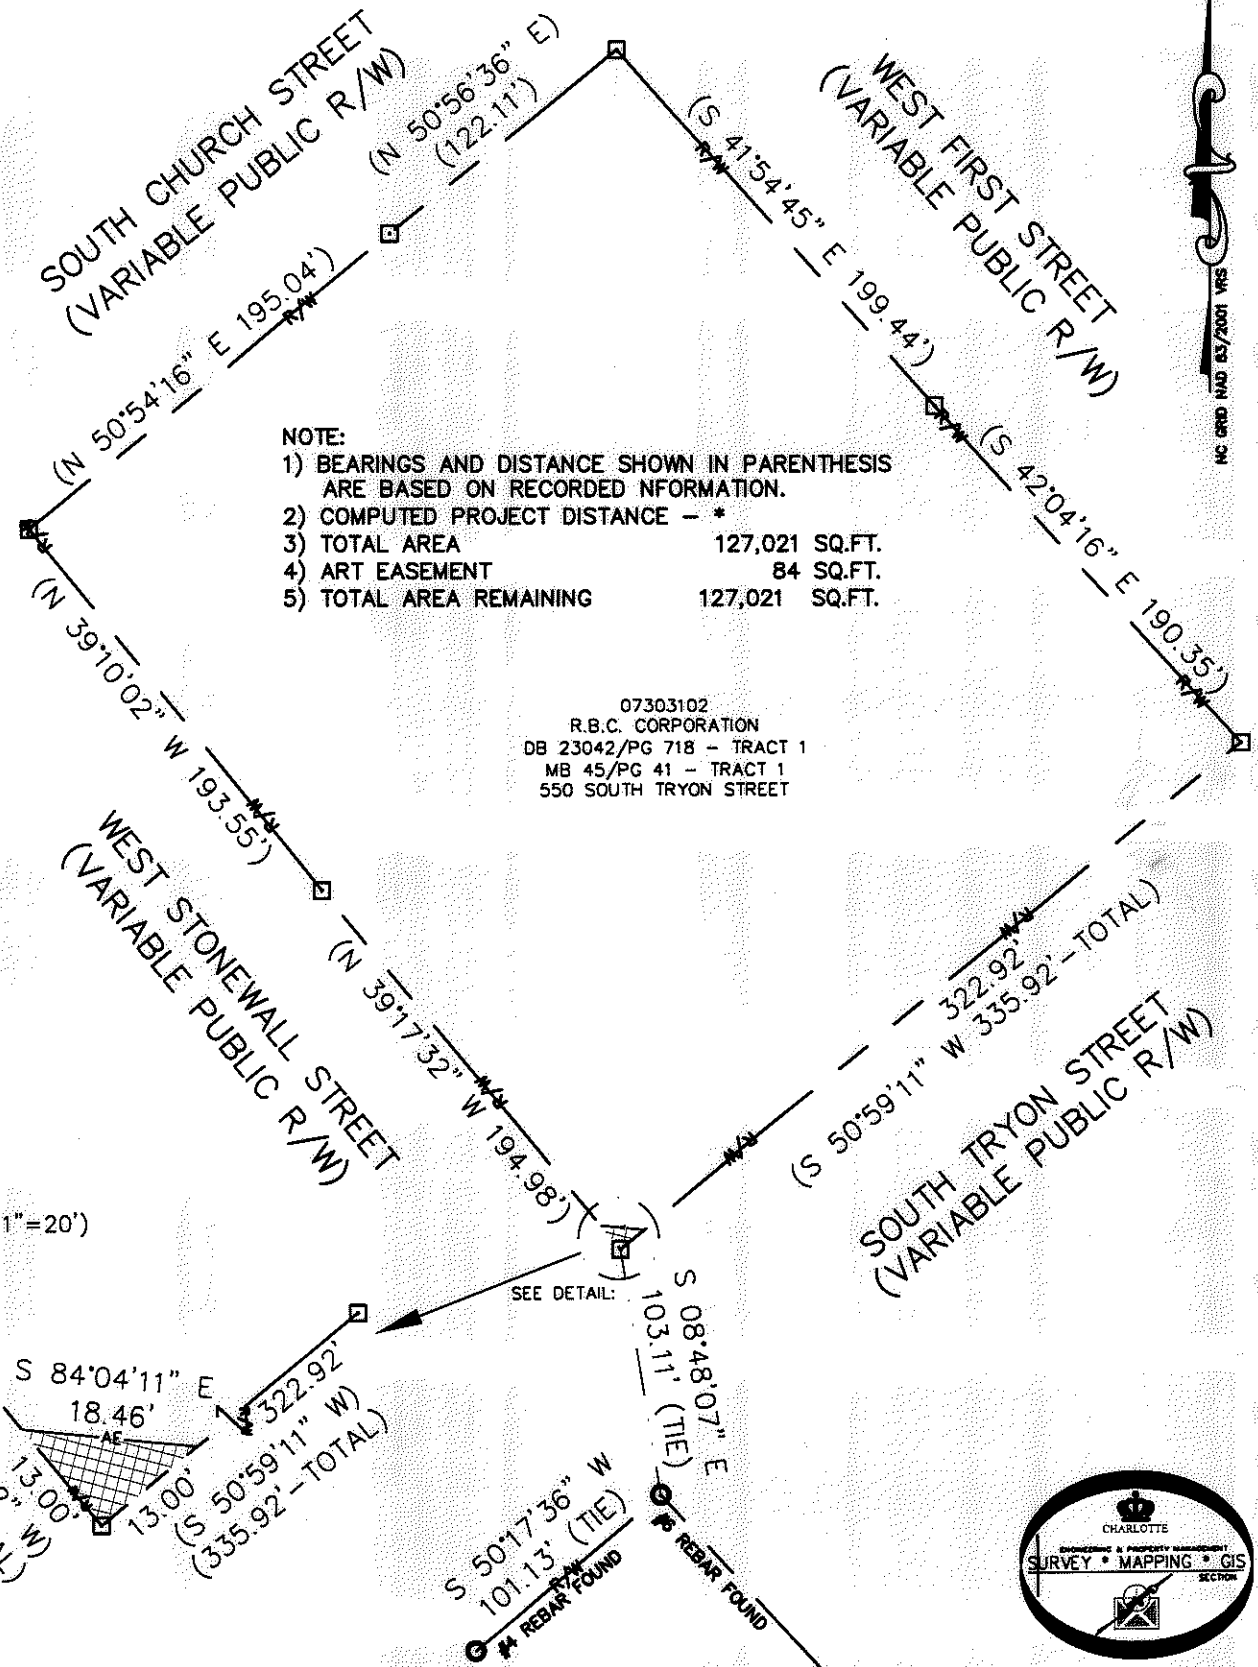 SOUTH CHURCH STREET
(VARIABLE PUBLIC R/W)
(N 50°56'36" E)
(122.11')
(S 41°54'45" E 199.44')
R/W
WEST FIRST STREET
(VARIABLE PUBLIC R/W)
NC GRID NAD 83/2001 VRS
(N 50°54'16" E 195.04')
R/W
R/W
(S 42°04'16" E 190.35')
R/W
NOTE:
1) BEARINGS AND DISTANCE SHOWN IN PARENTHESIS
ARE BASED ON RECORDED NFORMATION.
2) COMPUTED PROJECT DISTANCE - *
3) TOTAL AREA 127,021 SQ.FT.
4) ART EASEMENT 84 SQ.FT.
5) TOTAL AREA REMAINING 127,021 SQ.FT.
R/W
(N 39°10'02" W 193.55')
R/W
07303102
R.B.C. CORPORATION
DB 23042/PG 718 - TRACT 1
MB 45/PG 41 - TRACT 1
550 SOUTH TRYON STREET
WEST STONEWALL STREET
(VARIABLE PUBLIC R/W)
(N 39°17'32" W 194.98')
R/W
R/W
322.92'
(S 50°59'11" W 335.92'-TOTAL)
R/W
SOUTH TRYON STREET
(VARIABLE PUBLIC R/W)
1"=20')
SEE DETAIL:
S 08°48'07" E
103.11' (TIE)
S 84°04'11" E
18.46'
AE
R/W
322.92'
(S 50°59'11" W)
(335.92'-TOTAL)
13.00'
R/W
13.00'
" W)
S 50°17'36" W
101.13' (TIE)
R/W
#4 REBAR FOUND
#5 REBAR FOUND
CHARLOTTE
ENGINEERING & PROPERTY MANAGEMENT
SURVEY * MAPPING * GIS
SECTION